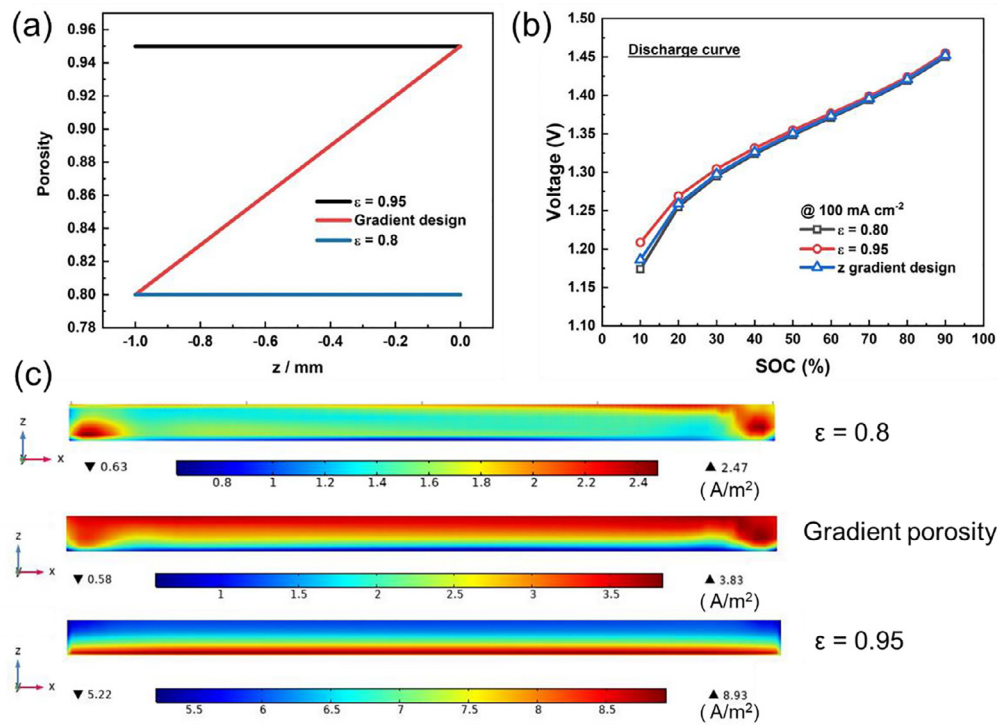 (a)
0.96
0.94
0.92
0.90
0.88
0.86
0.84
0.82
0.80
0.78
Porosity
ε = 0.95
Gradient design
ε = 0.8
-1.0 -0.8 -0.6 -0.4 -0.2 0.0
z / mm
(b)
1.50
1.45
1.40
1.35
1.30
1.25
1.20
1.15
1.10
Voltage (V)
Discharge curve
@ 100 mA cm⁻²
ε = 0.80
ε = 0.95
z gradient design
0 10 20 30 40 50 60 70 80 90 100
SOC (%)
(c)
z
y x
ε = 0.8
▼ 0.63
0.8 1 1.2 1.4 1.6 1.8 2 2.2 2.4
▲ 2.47
( A/m²)
z
y x
Gradient porosity
▼ 0.58
1 1.5 2 2.5 3 3.5
▲ 3.83
( A/m²)
z
y x
ε = 0.95
▼ 5.22
5.5 6 6.5 7 7.5 8 8.5
▲ 8.93
( A/m²)